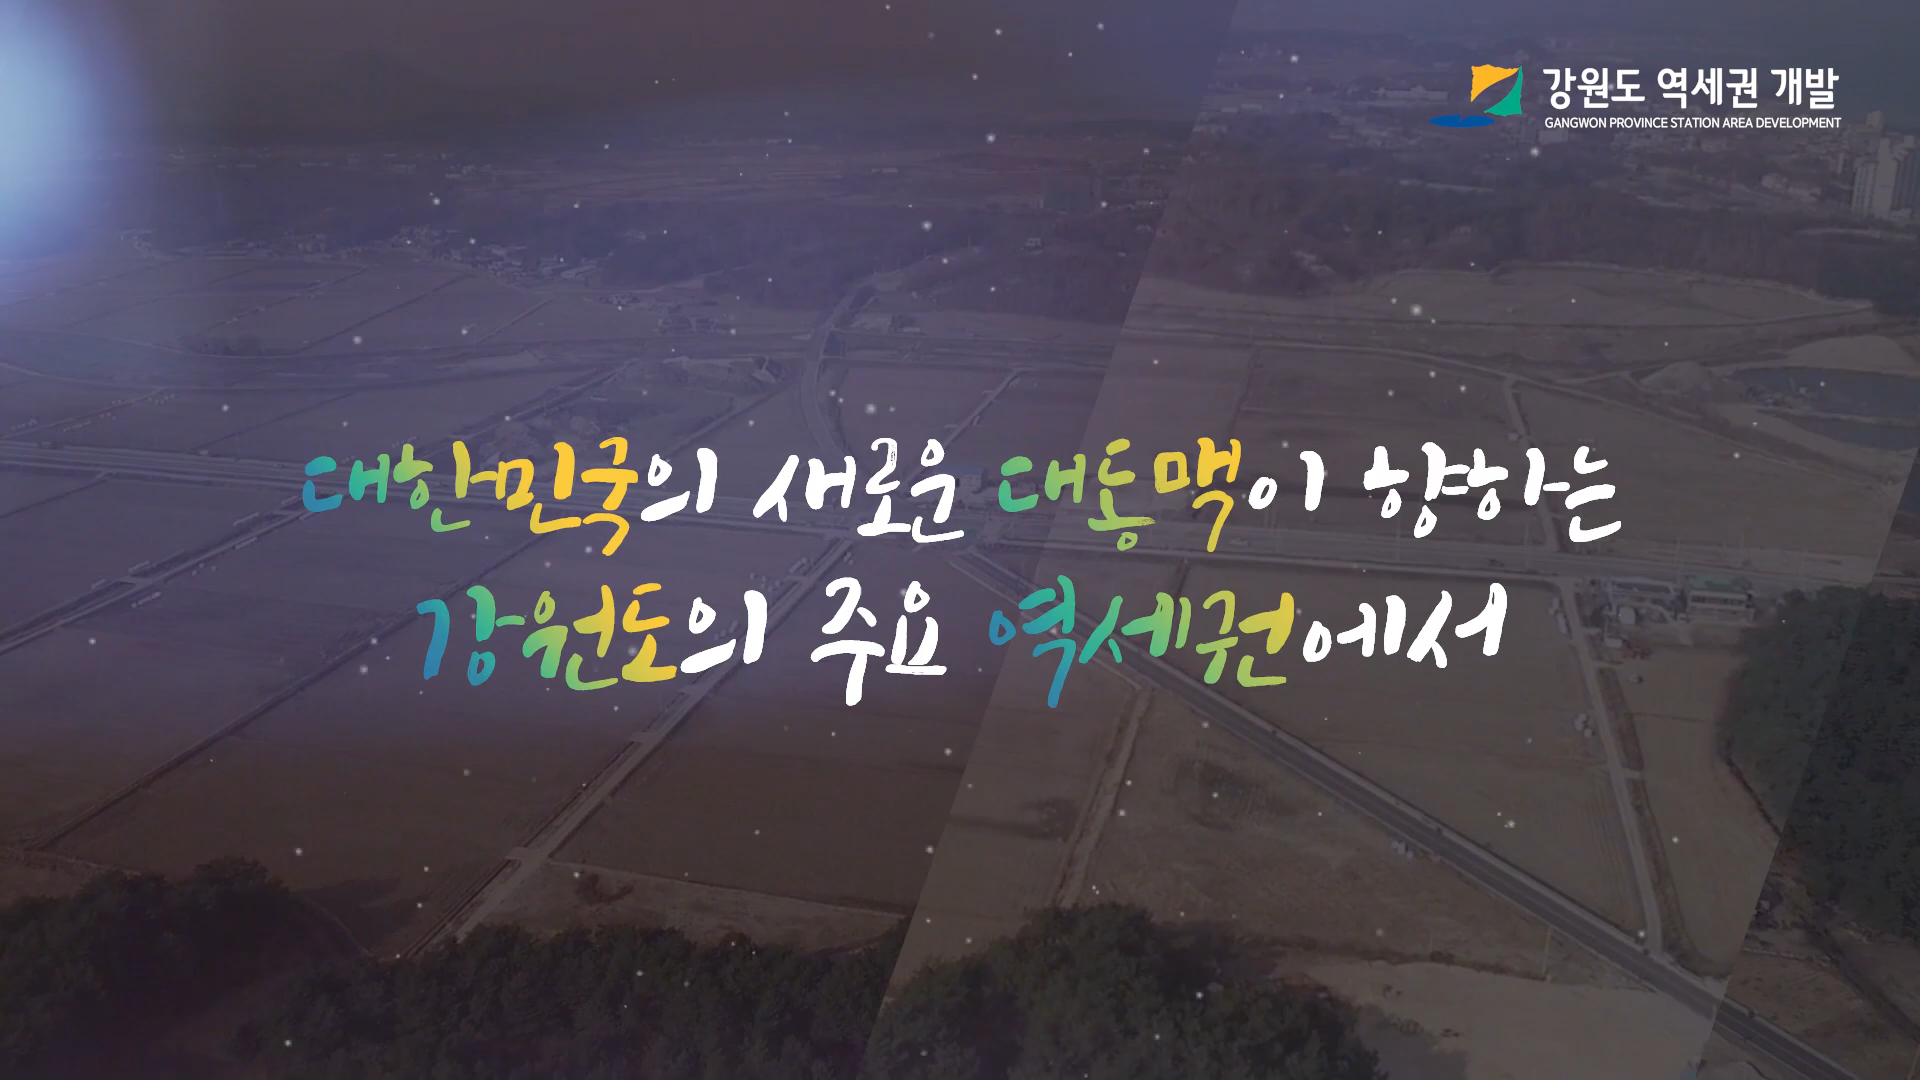 강원도 역세권 개발
GANGWON PROVINCE STATION AREA DEVELOPMENT
대한민국의 새로운 대동맥이 향하는
강원도의 주요 역세권에서